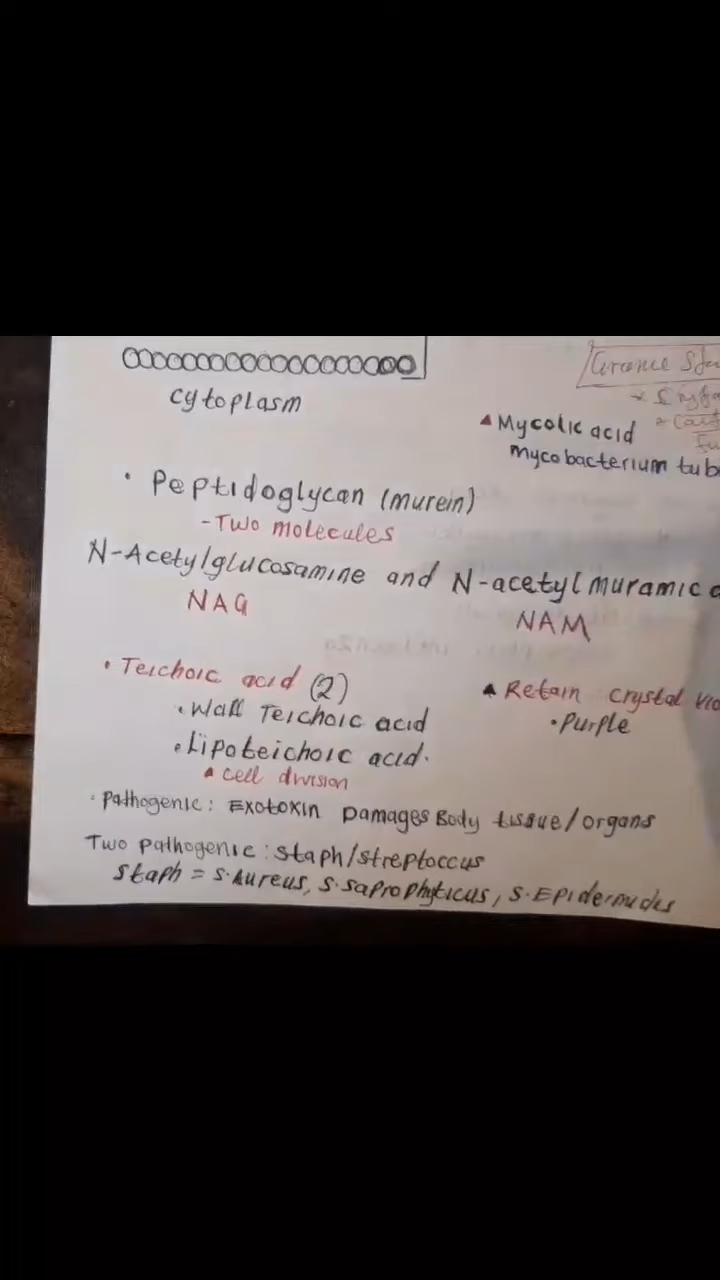 cytoplasm
Mycolic acid
mycobacterium
• Peptidoglycan (murein)
- Two molecules
N-Acetylglucosamine and N-acetylmuramic
NAG
NAM
• Teichoic acid (2)
• Wall Teichoic acid
• Lipoteichoic acid.
cell division
Retain crystal
• Purple
• Pathogenic: Exotoxin Damages Body tissue/organs
Two pathogenic: Staph/streptoccus
Staph = S. Aureus, S. Saprophyticus, S.